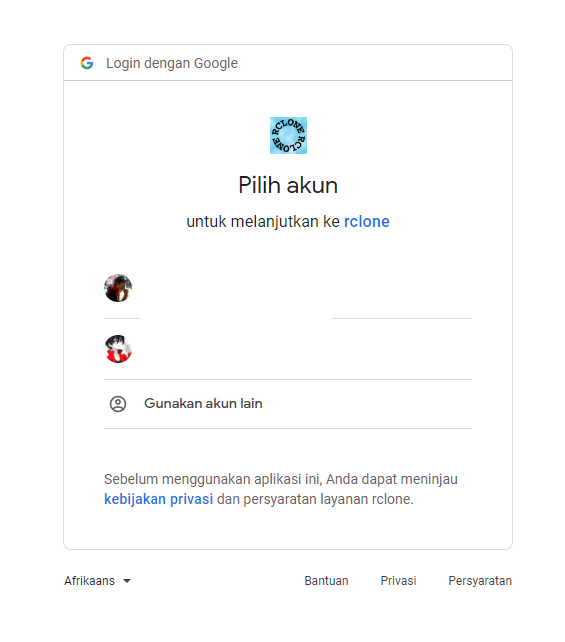 Login dengan Google
RCLONE RCLONE
Pilih akun
untuk melanjutkan ke rclone
Gunakan akun lain
Sebelum menggunakan aplikasi ini, Anda dapat meninjau
kebijakan privasi dan persyaratan layanan rclone.
Afrikaans
Bantuan
Privasi
Persyaratan